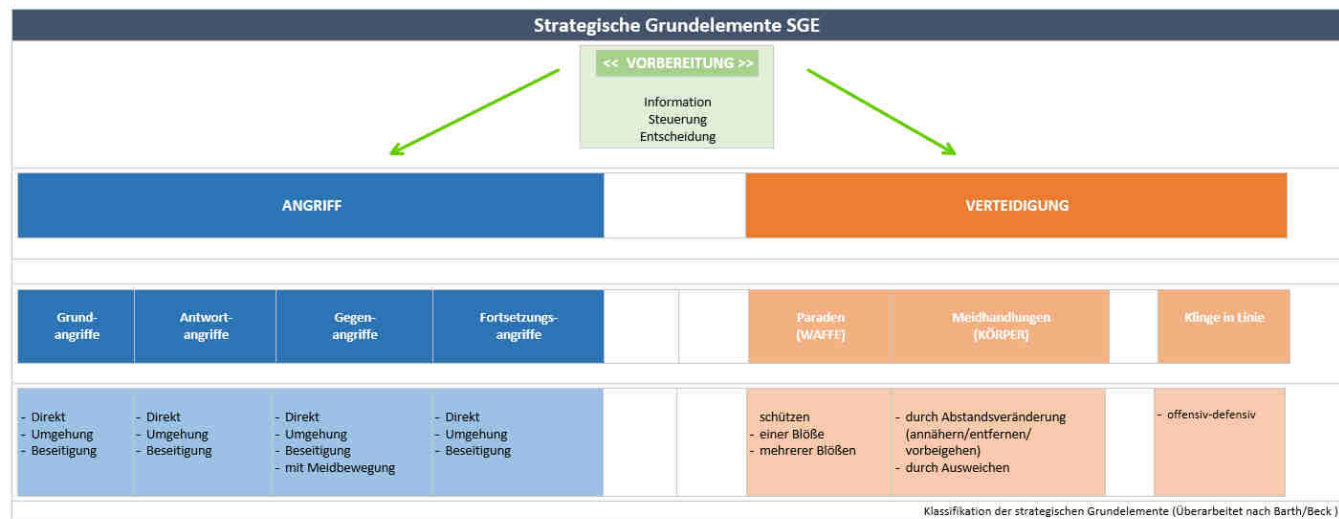 Strategische Grundelemente SGE
<< VORBEREITUNG >>
Information
Steuerung
Entscheidung
ANGRIFF
VERTEIDIGUNG
Grund-
angriffe
Antwort-
angriffe
Gegen-
angriffe
Fortsetzungs-
angriffe
Paraden
(WAFFE)
Meidhandlungen
(KÖRPER)
Klinge in Linie
- Direkt
- Umgehung
- Beseitigung
- Direkt
- Umgehung
- Beseitigung
- Direkt
- Umgehung
- Beseitigung
- mit Meidbewegung
- Direkt
- Umgehung
- Beseitigung
schützen
- einer Blöße
- mehrerer Blößen
- durch Abstandsveränderung
(annähern/entfernen/
vorbeigehen)
- durch Ausweichen
- offensiv-defensiv
Klassifikation der strategischen Grundelemente (Überarbeitet nach Barth/Beck )